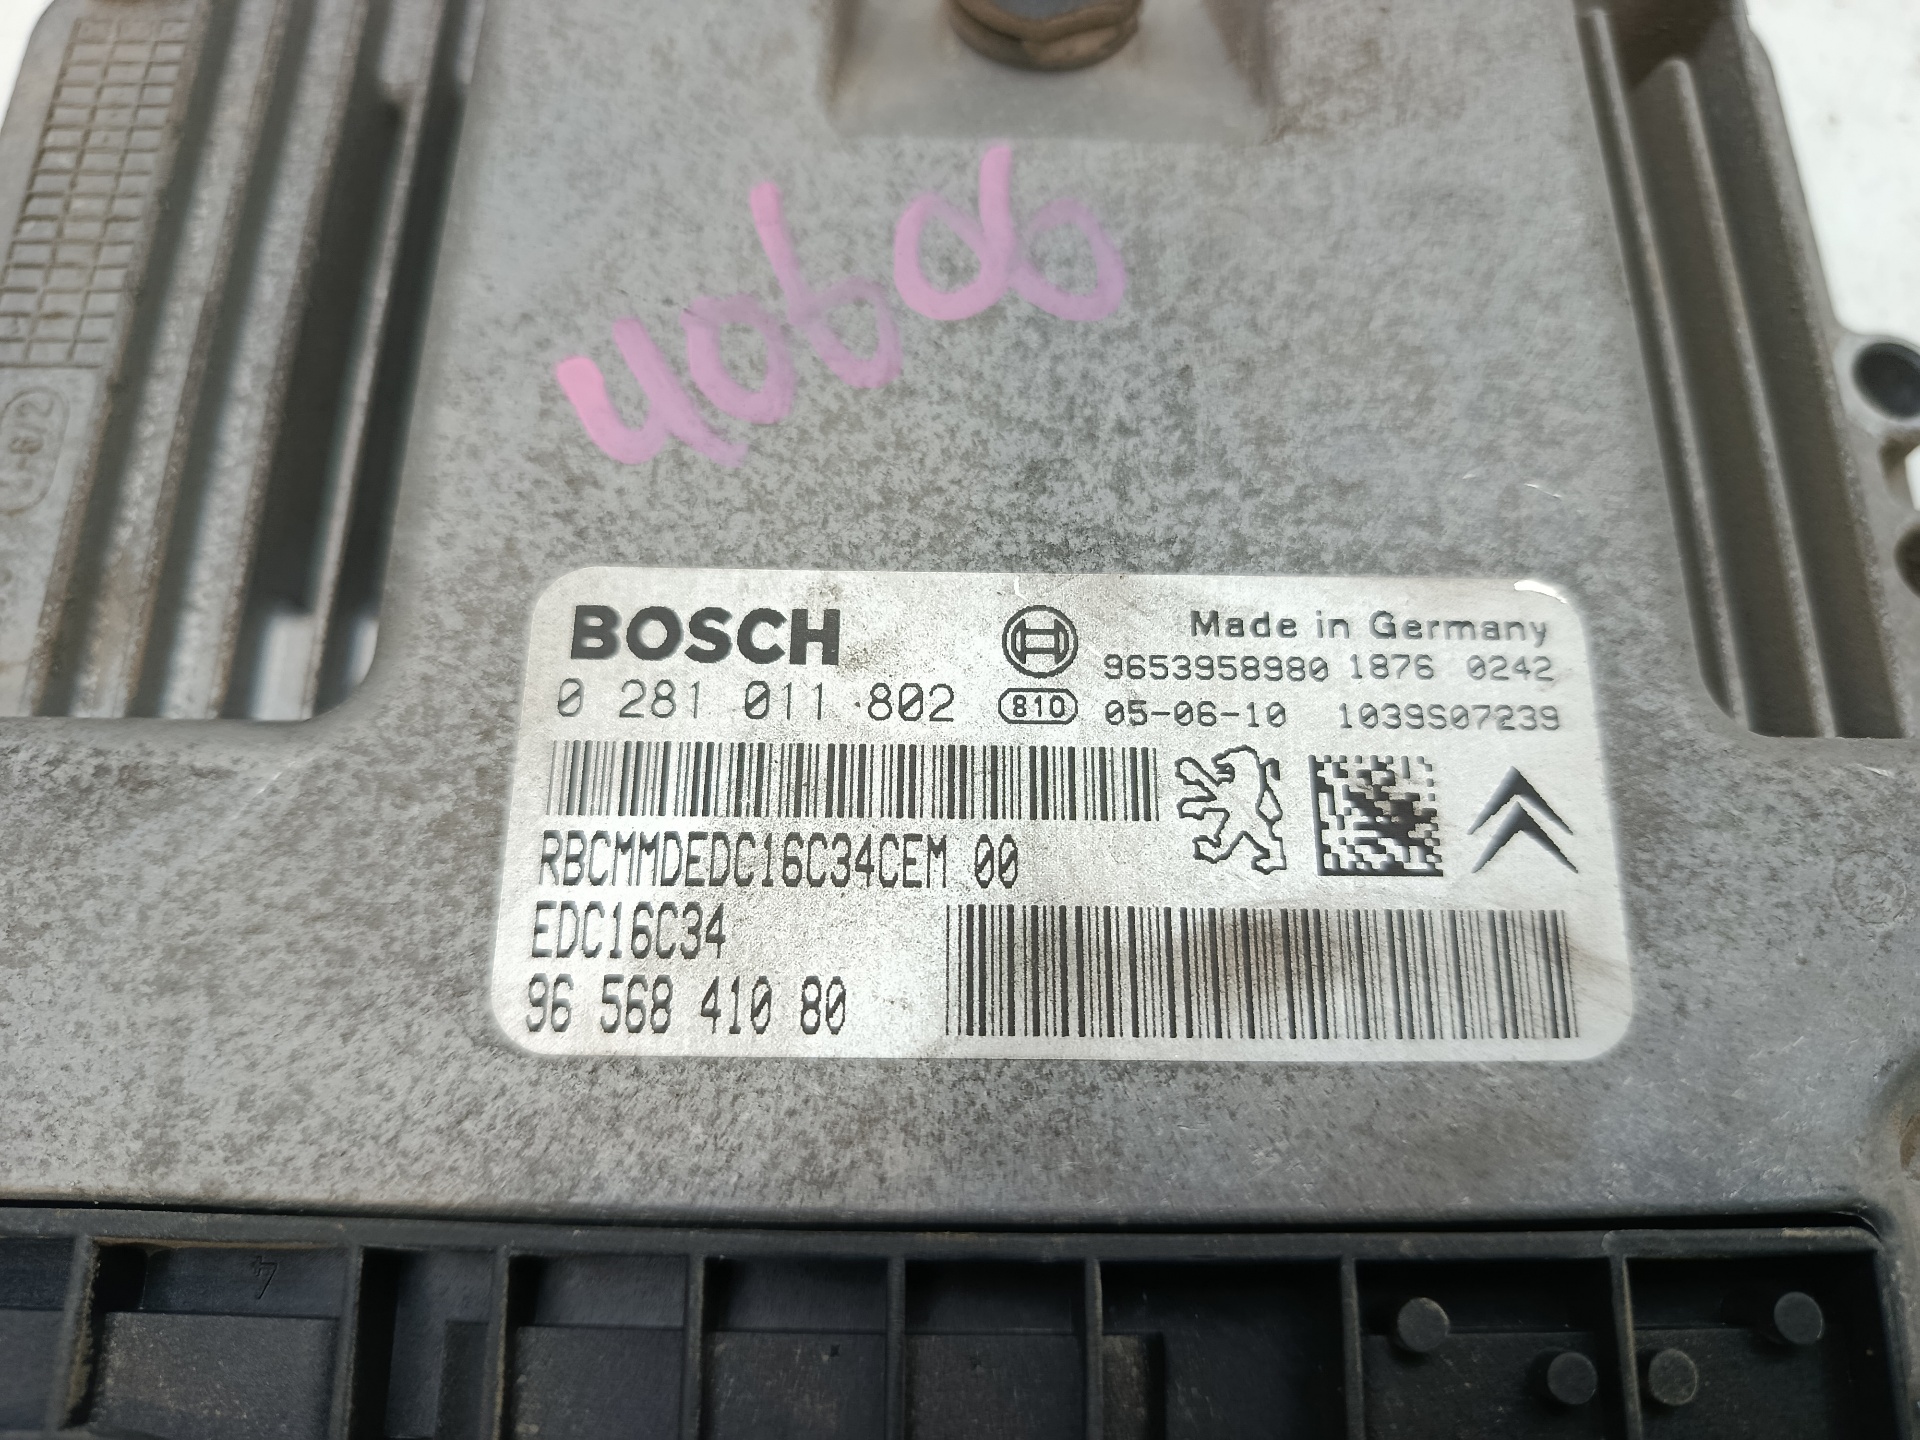 40606
BOSCH
Made in Germany
9653958980 1876 0242
0 281 011 802
810
05-06-10 1039S07239
RBCMMDEDC16C34CEM 00
EDC16C34
96 568 410 80
4